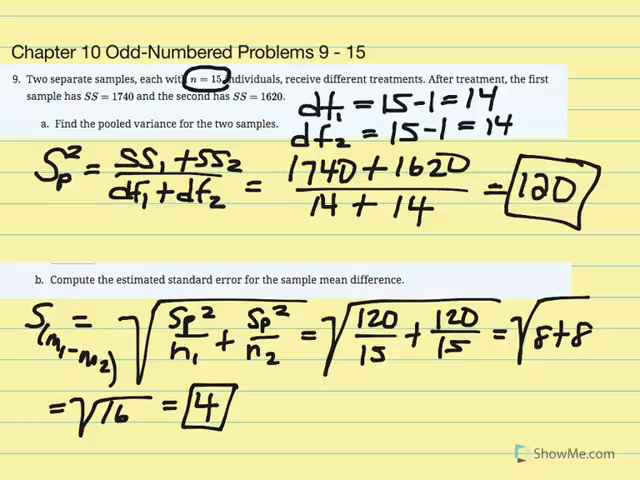 Chapter 10 Odd-Numbered Problems 9 - 15
9. Two separate samples, each with n = 15 individuals, receive different treatments. After treatment, the first
sample has SS = 1740 and the second has SS = 1620.
df₁ = 15-1 = 14
a. Find the pooled variance for the two samples.
df₂ = 15-1 = 14
Sp² = SS₁ + SS₂ / df₁ + df₂ = 1740 + 1620 / 14 + 14 = 120
b. Compute the estimated standard error for the sample mean difference.
S(m₁-m₂) = √ Sp²/n₁ + Sp²/n₂ = √ 120/15 + 120/15 = √8+8
= √16 = 4
ShowMe.com